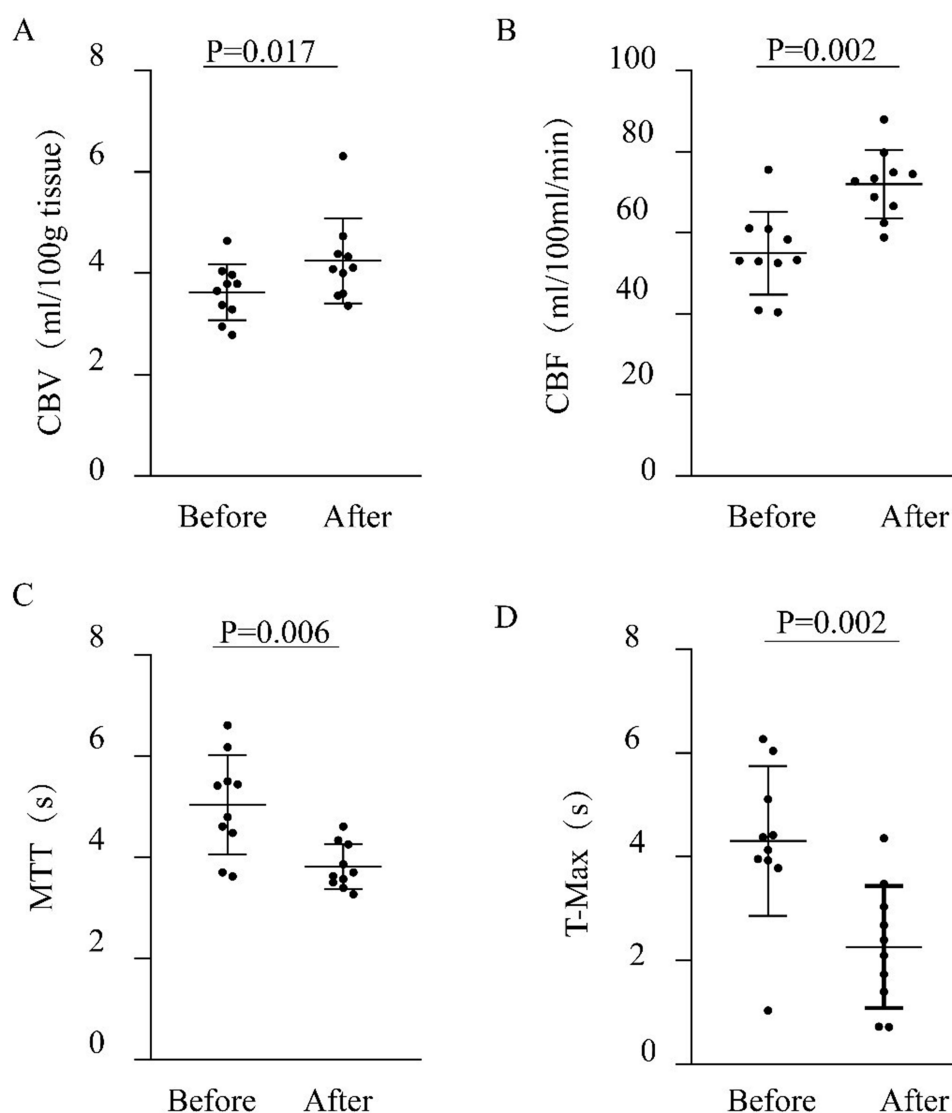 A
P=0.017
8
6
4
2
0
CBV (ml/100g tissue)
Before After
B
P=0.002
100
80
60
40
20
0
CBF (ml/100ml/min)
Before After
C
P=0.006
8
6
4
2
0
MTT (s)
Before After
D
P=0.002
8
6
4
2
0
T-Max (s)
Before After